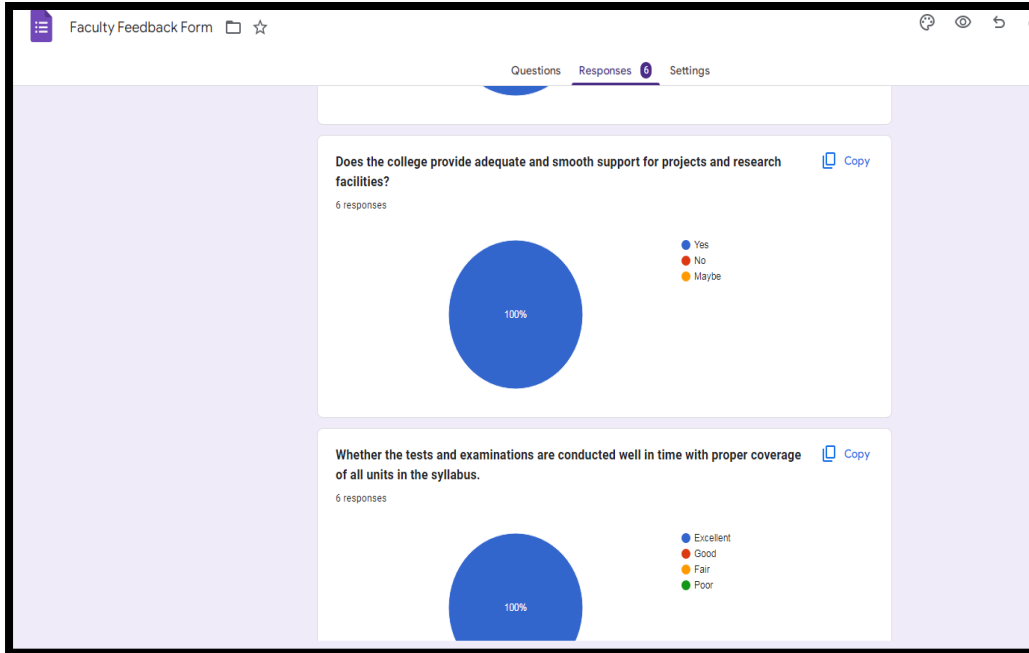 Faculty Feedback Form
Questions Responses 6 Settings
Does the college provide adequate and smooth support for projects and research
facilities?
Copy
6 responses
Yes
No
Maybe
100%
Whether the tests and examinations are conducted well in time with proper coverage
of all units in the syllabus.
Copy
6 responses
Excellent
Good
Fair
Poor
100%